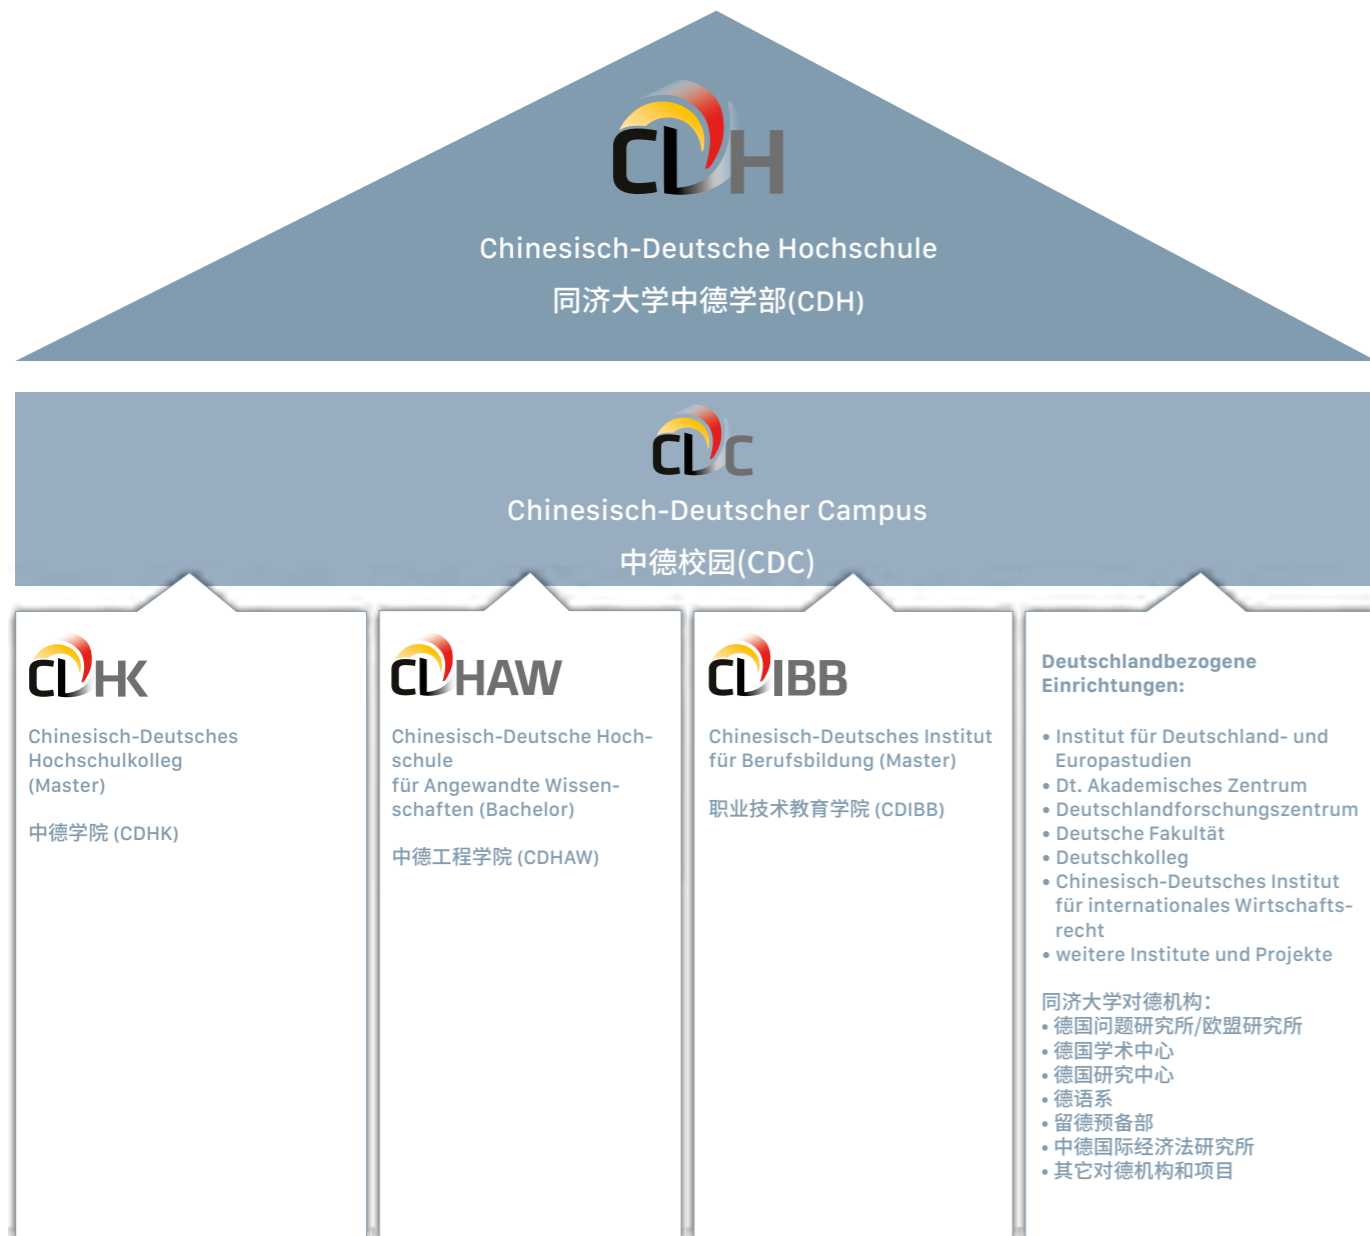 CDH
Chinesisch-Deutsche Hochschule
同济大学中德学部(CDH)
CDC
Chinesisch-Deutscher Campus
中德校园(CDC)
CDHK
Chinesisch-Deutsches
Hochschulkolleg
(Master)
中德学院 (CDHK)
CDHAW
Chinesisch-Deutsche Hoch-
schule
für Angewandte Wissen-
schaften (Bachelor)
中德工程学院 (CDHAW)
CDIBB
Chinesisch-Deutsches Institut
für Berufsbildung (Master)
职业技术教育学院 (CDIBB)
Deutschlandbezogene
Einrichtungen:
• Institut für Deutschland- und
Europastudien
• Dt. Akademisches Zentrum
• Deutschlandforschungszentrum
• Deutsche Fakultät
• Deutschkolleg
• Chinesisch-Deutsches Institut
für internationales Wirtschafts-
recht
• weitere Institute und Projekte
同济大学对德机构：
• 德国问题研究所/欧盟研究所
• 德国学术中心
• 德国研究中心
• 德语系
• 留德预备部
• 中德国际经济法研究所
• 其它对德机构和项目